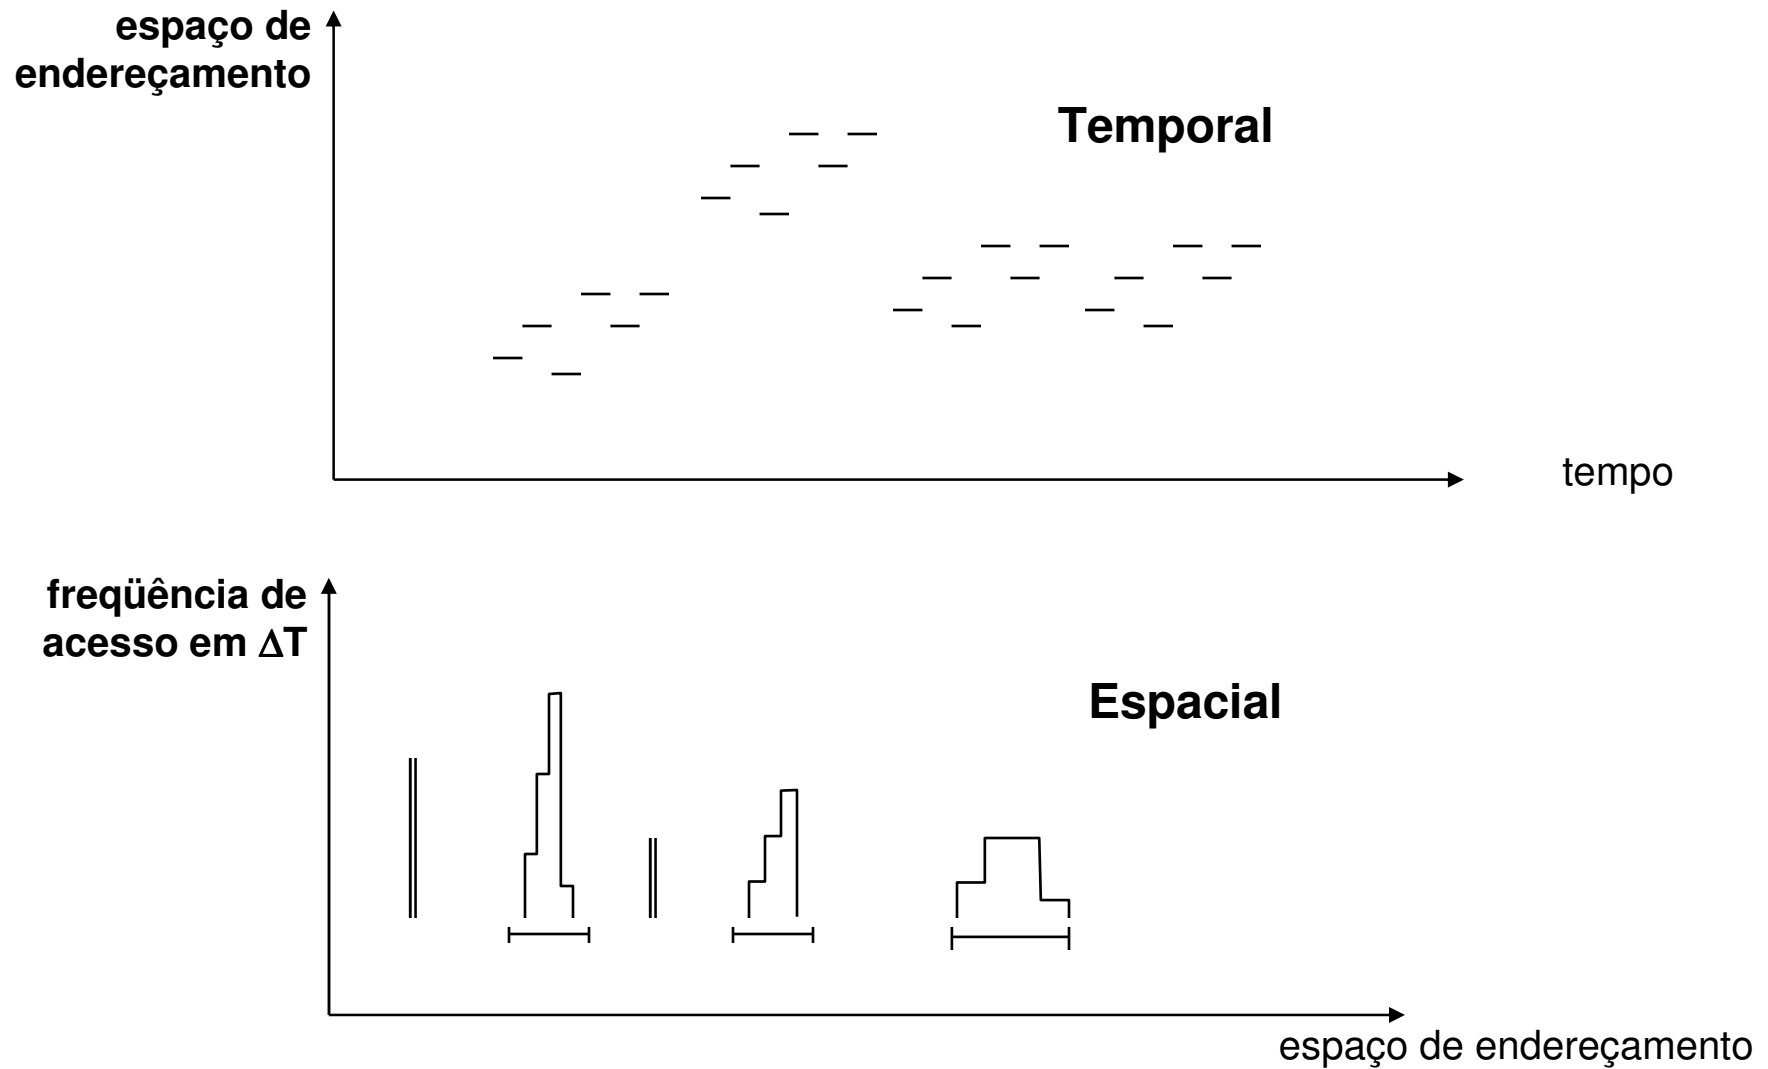 espaço de
endereçamento
Temporal
tempo
freqüência de
acesso em ΔT
Espacial
espaço de endereçamento